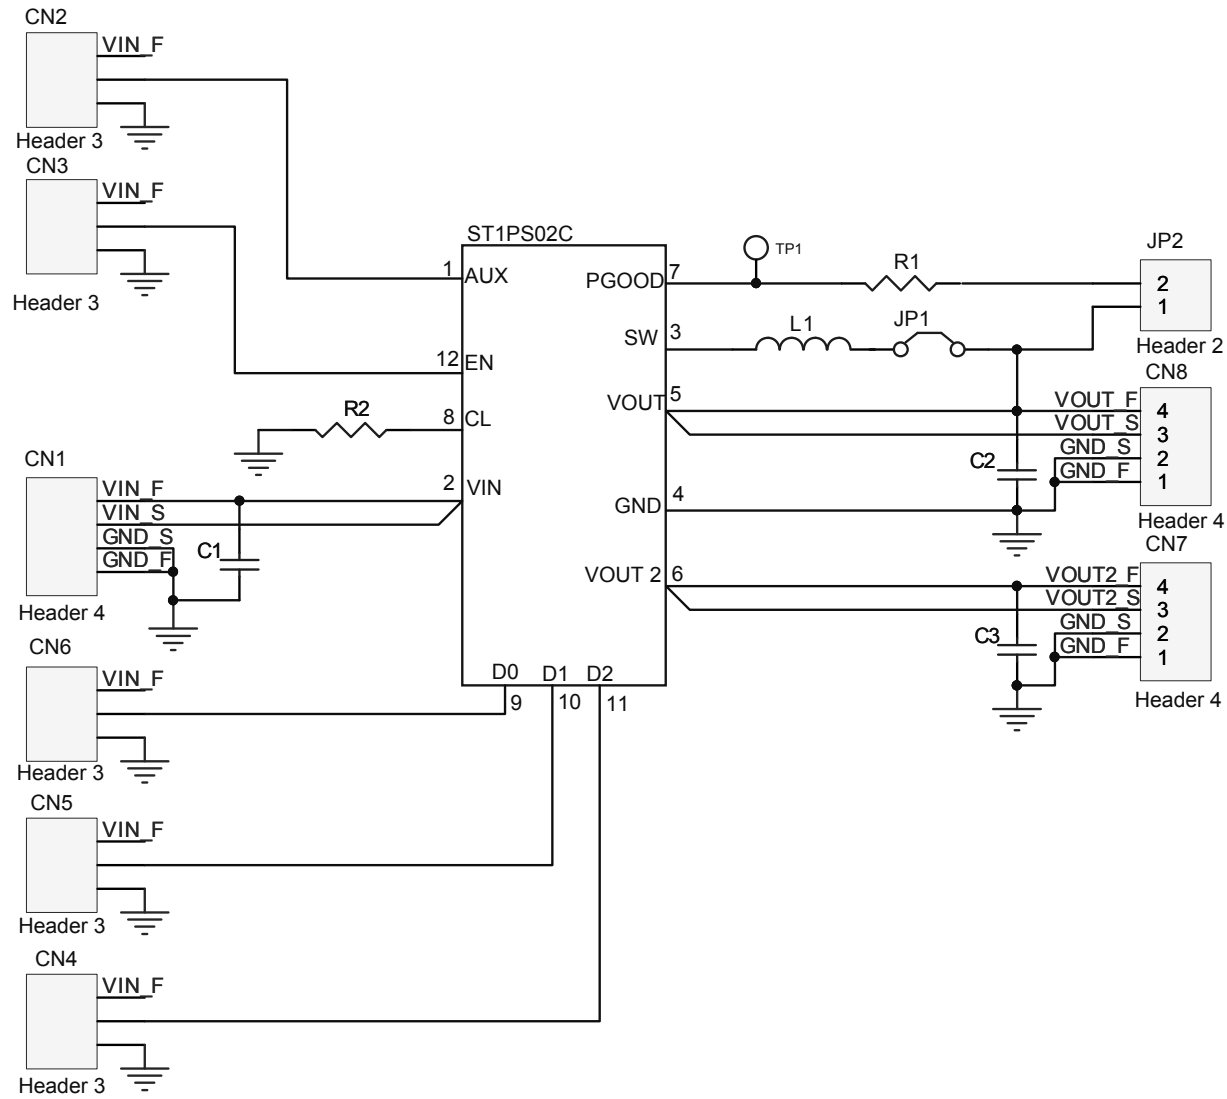 CN2
VIN_F
Header 3
CN3
VIN_F
Header 3
ST1PS02C
1 AUX
12 EN
8 CL
2 VIN
PGOOD 7
SW 3
VOUT 5
GND 4
VOUT 2 6
D0 D1 D2
9 10 11
TP1
R1
L1
JP1
JP2
2
1
Header 2
R2
CN1
VIN_F
VIN_S
GND_S
GND_F
Header 4
C1
CN8
VOUT_F 4
VOUT_S 3
GND_S 2
GND_F 1
Header 4
C2
CN7
VOUT2_F 4
VOUT2_S 3
GND_S 2
GND_F 1
Header 4
C3
CN6
VIN_F
Header 3
CN5
VIN_F
Header 3
CN4
VIN_F
Header 3